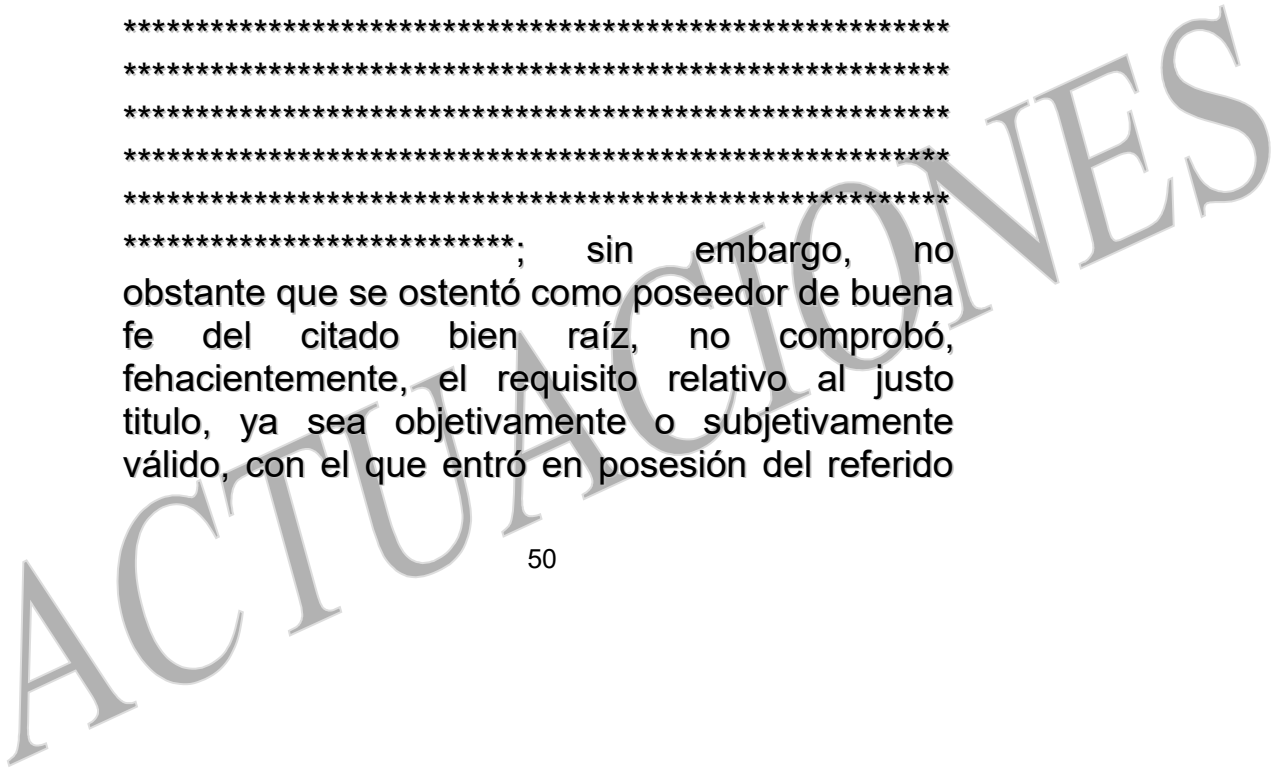 *********************************************************
*********************************************************
*********************************************************
*********************************************************
*********************************************************
***************************; sin embargo, no
obstante que se ostentó como poseedor de buena
fe del citado bien raíz, no comprobó,
fehacientemente, el requisito relativo al justo
titulo, ya sea objetivamente o subjetivamente
válido, con el que entró en posesión del referido
50
ACTUACIONES